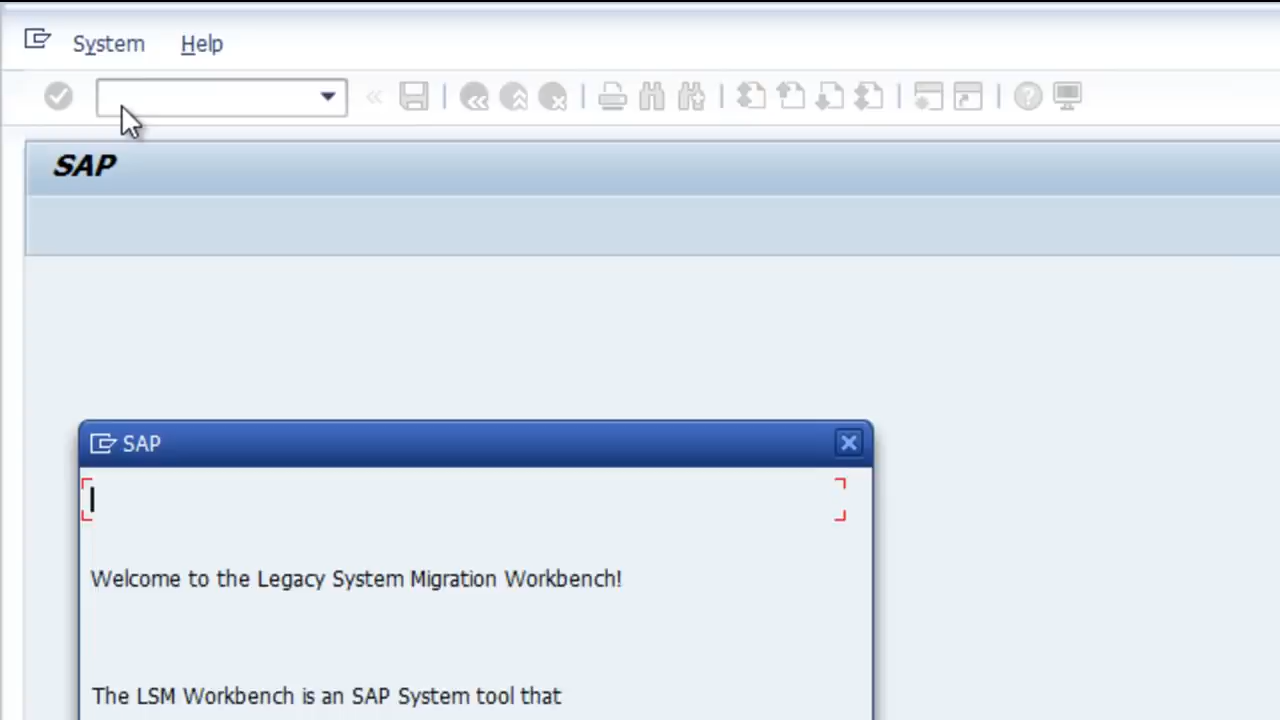 System Help
SAP
SAP
Welcome to the Legacy System Migration Workbench!
The LSM Workbench is an SAP System tool that